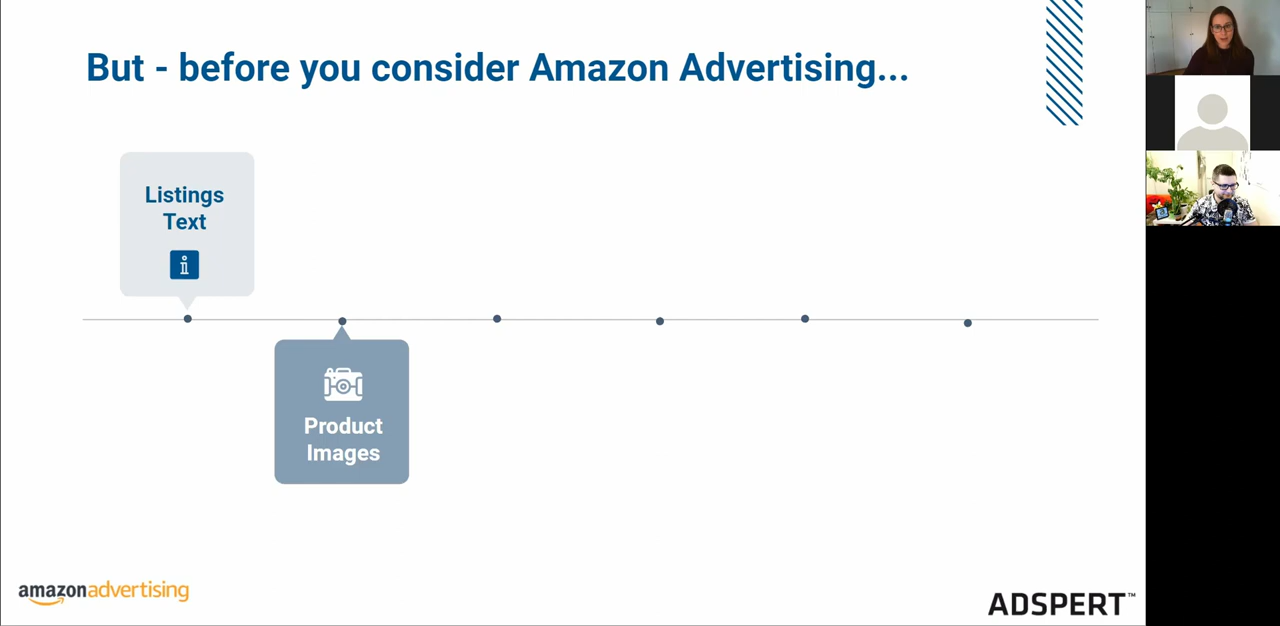 But - before you consider Amazon Advertising...
Listings
Text
Product
Images
amazonadvertising
ADSPERT™